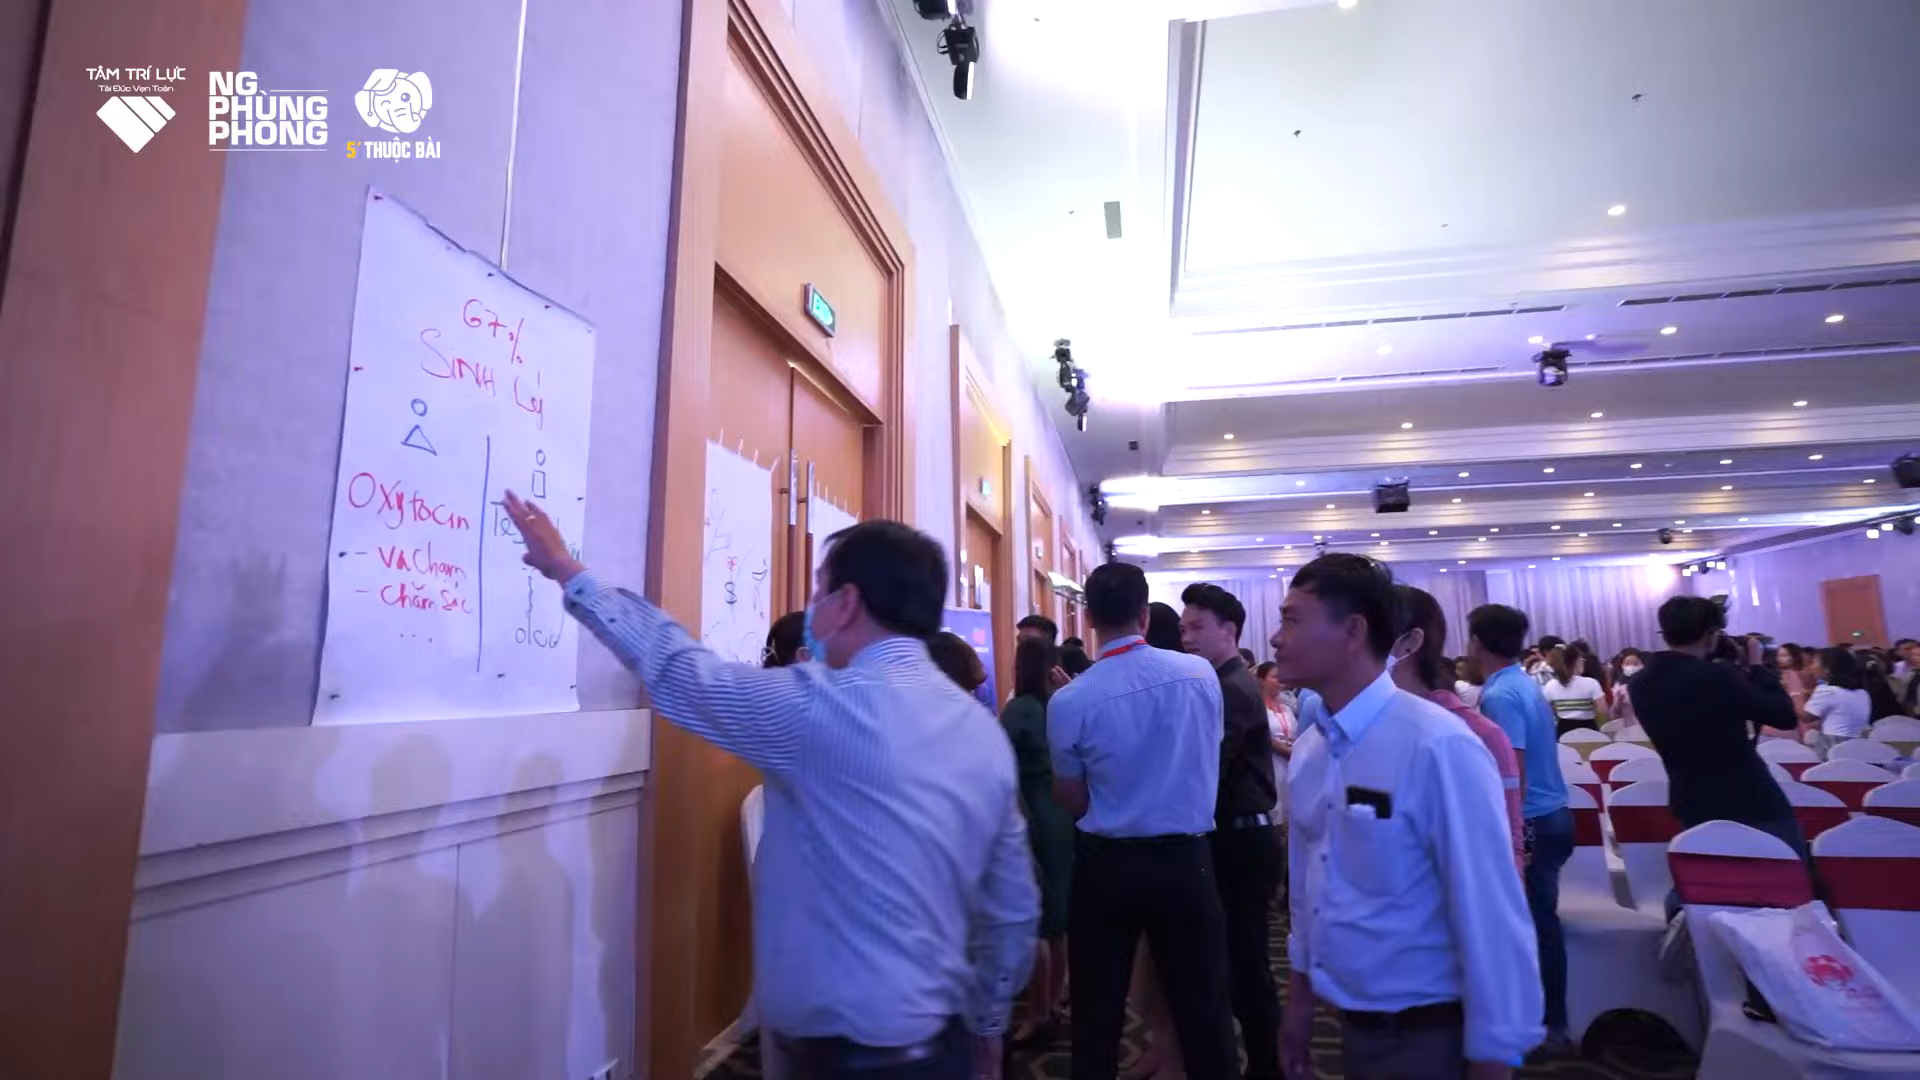 TÂM TRÍ LỰC
Tài Đức Vẹn Toàn
NG
PHÙNG
PHONG
5' THUỘC BÀI
67%
SINH Lý
Oxytocin
- va chạm
- chăm sóc
...
$